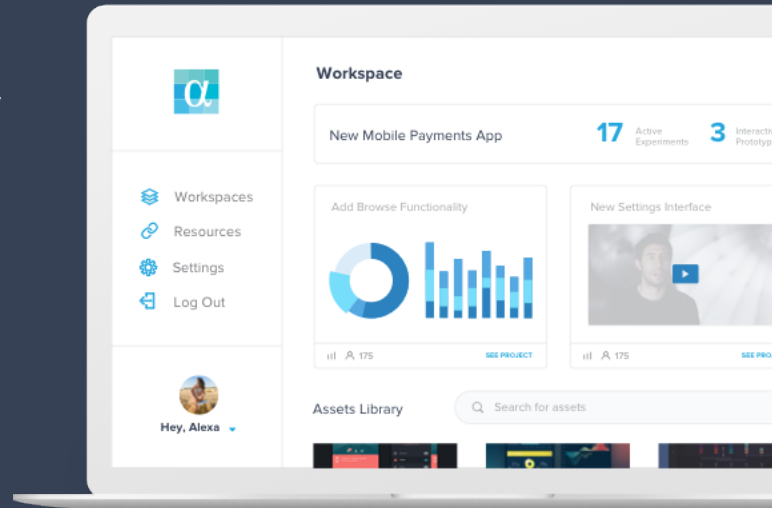 α
Workspaces
Resources
Settings
Log Out
Hey, Alexa
Workspace
New Mobile Payments App
17 Active Experiments
3
Add Browse Functionality
175
SEE PROJECT
New Settings Interface
175
SEE
Assets Library
Search for assets